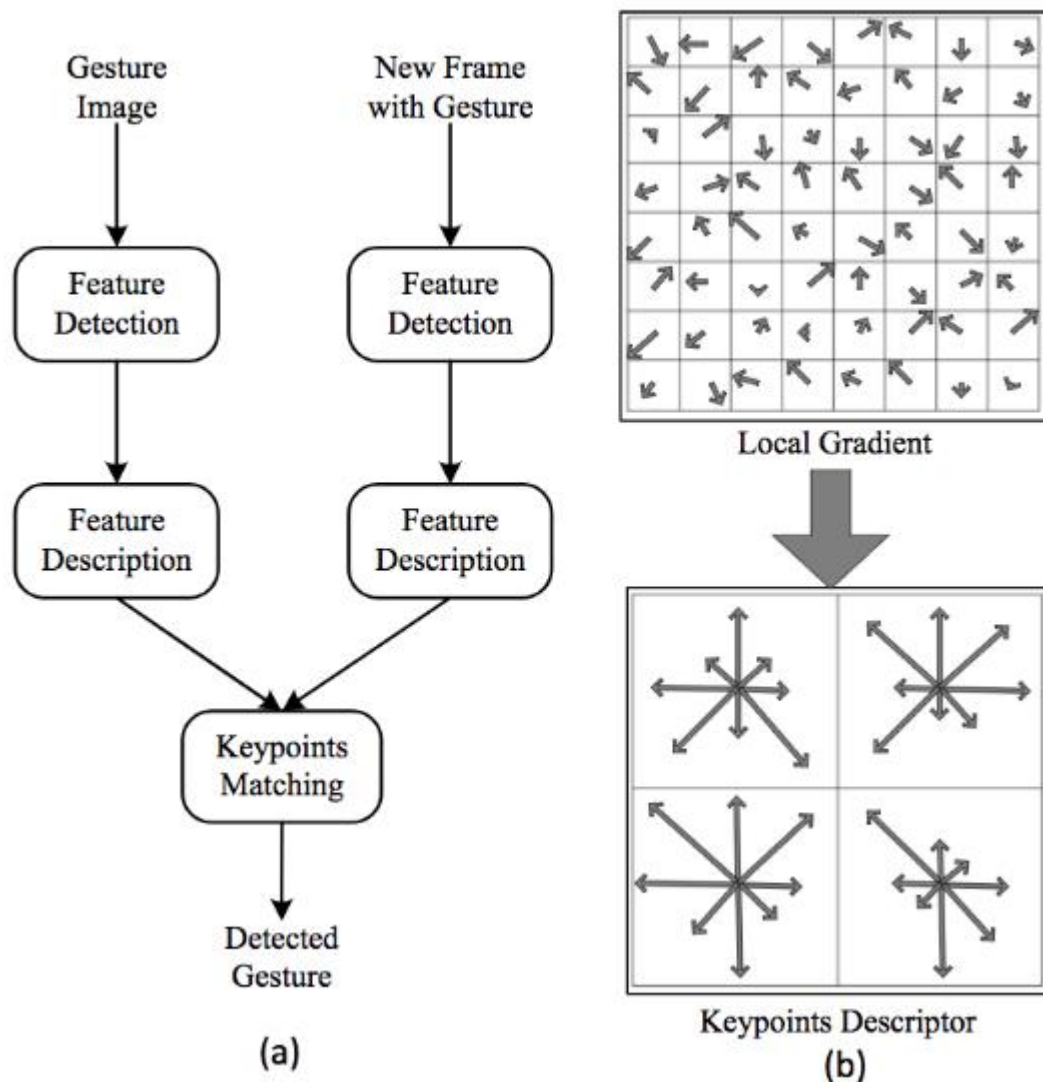 Gesture
Image
New Frame
with Gesture
Feature
Detection
Feature
Detection
Feature
Description
Feature
Description
Keypoints
Matching
Detected
Gesture
(a)
Local Gradient
Keypoints Descriptor
(b)